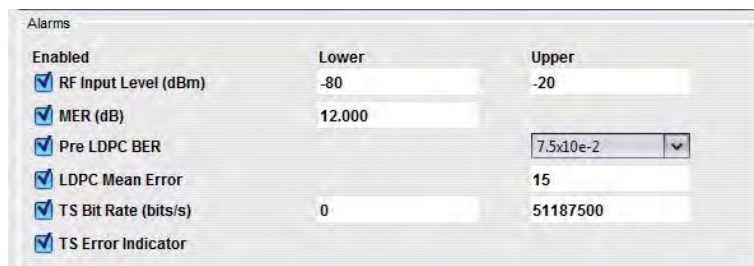 Alarms
Enabled Lower Upper
RF Input Level (dBm) -80 -20
MER (dB) 12.000
Pre LDPC BER 7.5x10e-2
LDPC Mean Error 15
TS Bit Rate (bits/s) 0 51187500
TS Error Indicator